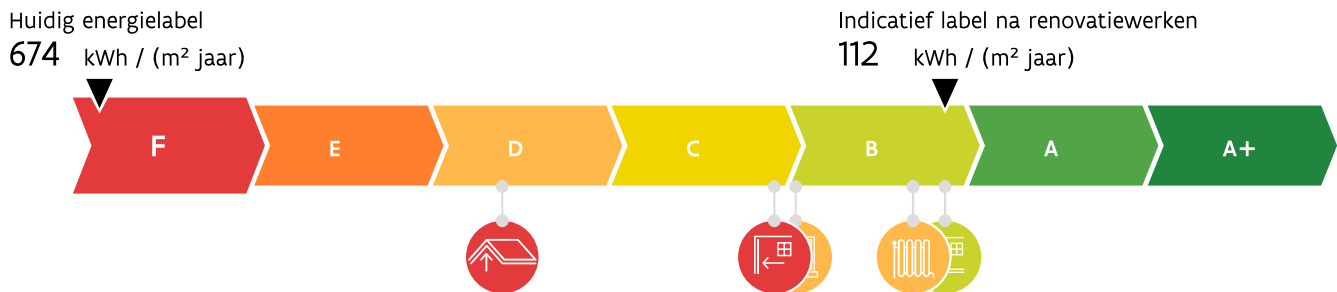 Huidig energielabel
674 kWh / (m² jaar)
Indicatief label na renovatiewerken
112 kWh / (m² jaar)
F E D C B A A+